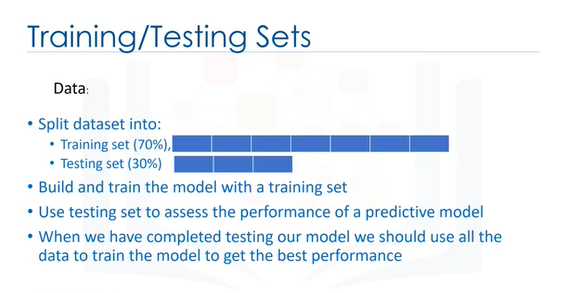 Training/Testing Sets
Data:
• Split dataset into:
• Training set (70%),
• Testing set (30%)
• Build and train the model with a training set
• Use testing set to assess the performance of a predictive model
• When we have completed testing our model we should use all the
data to train the model to get the best performance